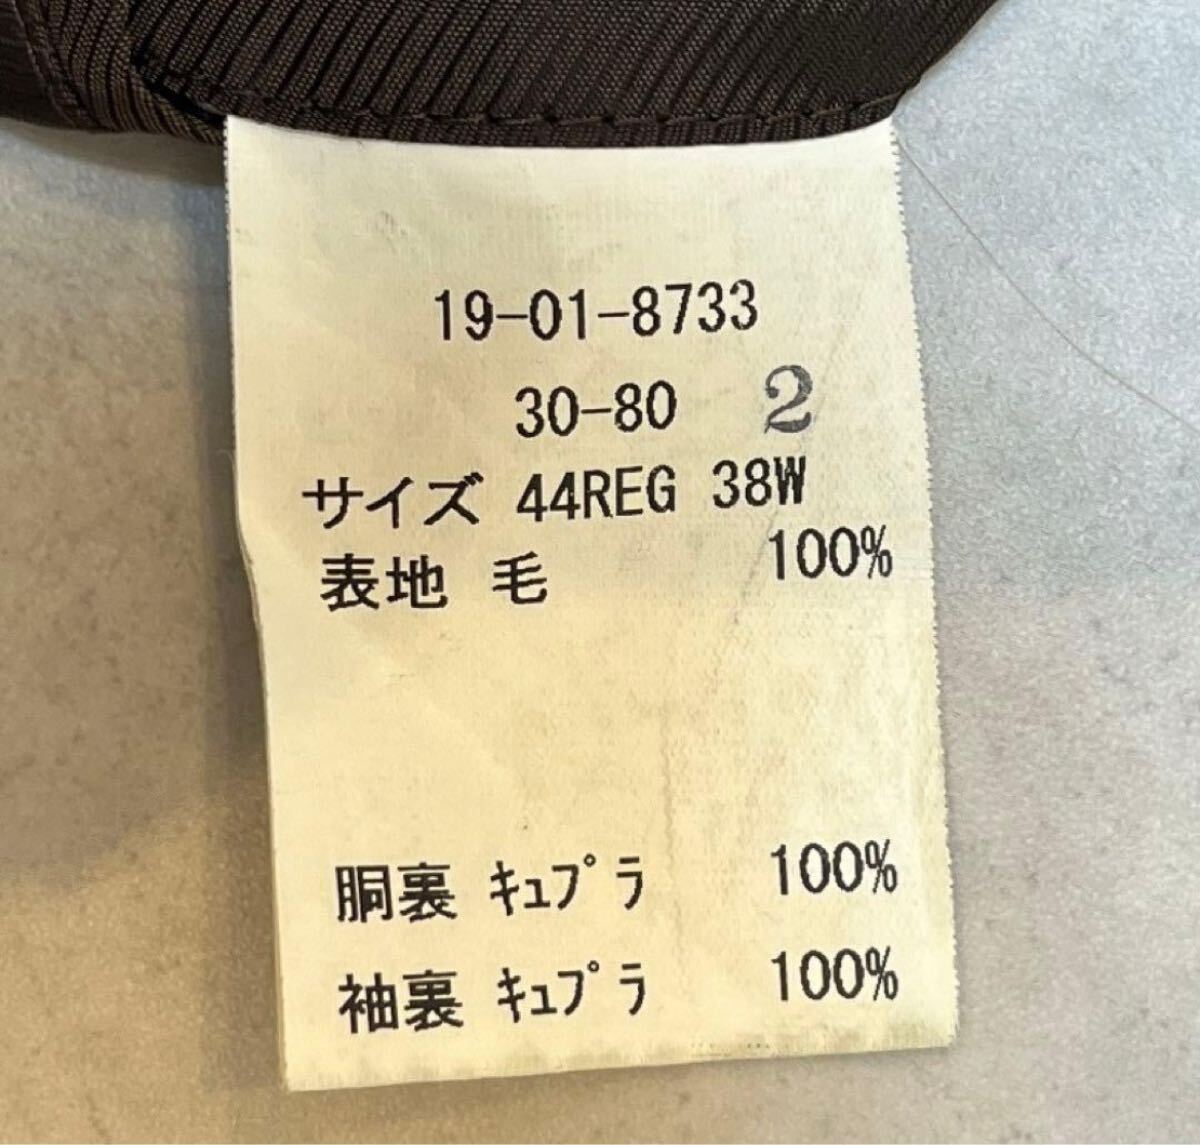 19-01-8733
30-80 2
サイズ 44REG 38W
表地 毛 100%
胴裏 ｷｭﾌﾟﾗ 100%
袖裏 ｷｭﾌﾟﾗ 100%